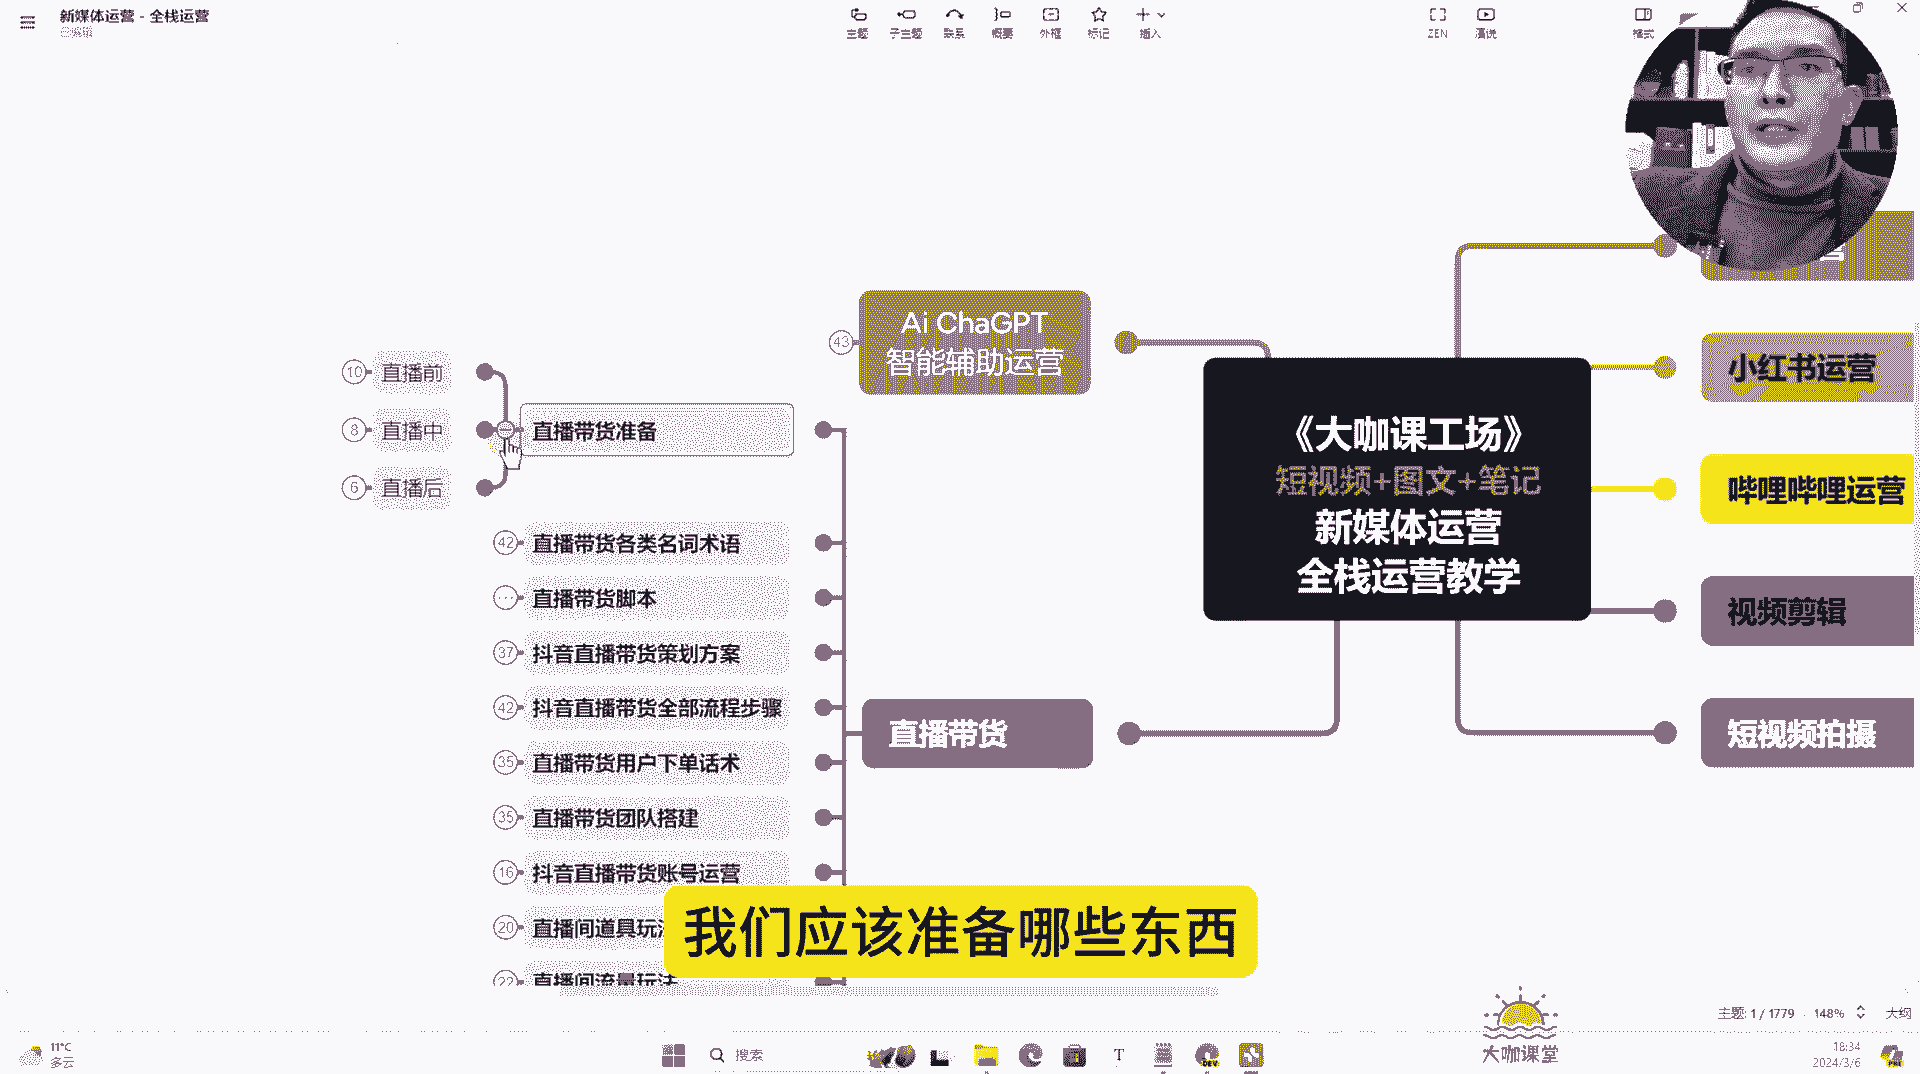 新媒体运营 - 全栈运营
已编辑
主题
子主题
联系
概要
外框
标记
插入
ZEN
演说
格式
43
Ai ChaGPT
智能辅助运营
小红书运营
哔哩哔哩运营
视频剪辑
短视频拍摄
《大咖课工场》
短视频+图文+笔记
新媒体运营
全栈运营教学
10
直播前
8
直播中
6
直播后
直播带货准备
42
直播带货各类名词术语
直播带货脚本
37
抖音直播带货策划方案
42
抖音直播带货全部流程步骤
35
直播带货用户下单话术
35
直播带货团队搭建
16
抖音直播带货账号运营
20
直播间道具玩法
22
直播间流量玩法
直播带货
我们应该准备哪些东西
主题: 1 / 1779
148%
大纲
大咖课堂
11°C
多云
搜索
T
DEV
18:34
2024/3/6